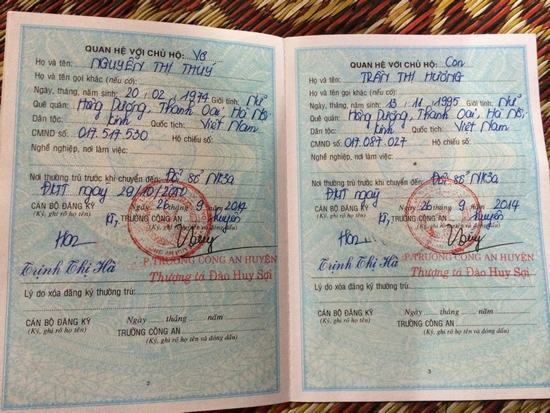 QUAN HỆ VỚI CHỦ HỘ: Vợ
Họ và tên: NGUYỄN THỊ THUÝ
Họ và tên gọi khác (nếu có):
Ngày, tháng, năm sinh: 20 / 02 / 1974 Giới tính: Nữ
Quê quán: Hồng Dương, Thanh Oai, Hà Nội
Dân tộc: kinh Quốc tịch: Việt Nam
CMND số: 017.517.530 Hộ chiếu số:
Nghề nghiệp, nơi làm việc:
Nơi thường trú trước khi chuyển đến: Đổi sổ NK3a
ĐKTT ngày 29/10/2010
Ngày 26 tháng 9 năm 2014
CÁN BỘ ĐĂNG KÝ KT, TRƯỞNG CÔNG AN huyện
(Ký, ghi rõ họ tên) (Ký, ghi rõ họ tên và đóng dấu)
Trịnh Thị Hà
P.TRƯỞNG CÔNG AN HUYỆN
Thượng tá Đào Huy Sợi
Lý do xóa đăng ký thường trú:
Ngày tháng năm
CÁN BỘ ĐĂNG KÝ TRƯỞNG CÔNG AN
(Ký, ghi rõ họ tên) (Ký, ghi rõ họ tên và đóng dấu)
2
QUAN HỆ VỚI CHỦ HỘ: Con
Họ và tên: TRẦN THỊ HƯƠNG
Họ và tên gọi khác (nếu có):
Ngày, tháng, năm sinh: 13 / 11 / 1995 Giới tính: Nữ
Quê quán: Hồng Dương, Thanh Oai, Hà Nội
Dân tộc: kinh Quốc tịch: Việt Nam
CMND số: 017.087.027 Hộ chiếu số:
Nghề nghiệp, nơi làm việc:
Nơi thường trú trước khi chuyển đến: Đổi sổ NK3a
ĐKTT
Ngày 26 tháng 9 năm 2014
CÁN BỘ ĐĂNG KÝ KT, TRƯỞNG CÔNG AN huyện
(Ký, ghi rõ họ tên) (Ký, ghi rõ họ tên và đóng dấu)
Trịnh Thị Hà
P.TRƯỞNG CÔNG AN HUYỆN
Thượng tá Đào Huy Sợi
Lý do xóa đăng ký thường trú:
Ngày tháng năm
CÁN BỘ ĐĂNG KÝ TRƯỞNG CÔNG AN
(Ký, ghi rõ họ tên) (Ký, ghi rõ họ tên và đóng dấu)
3